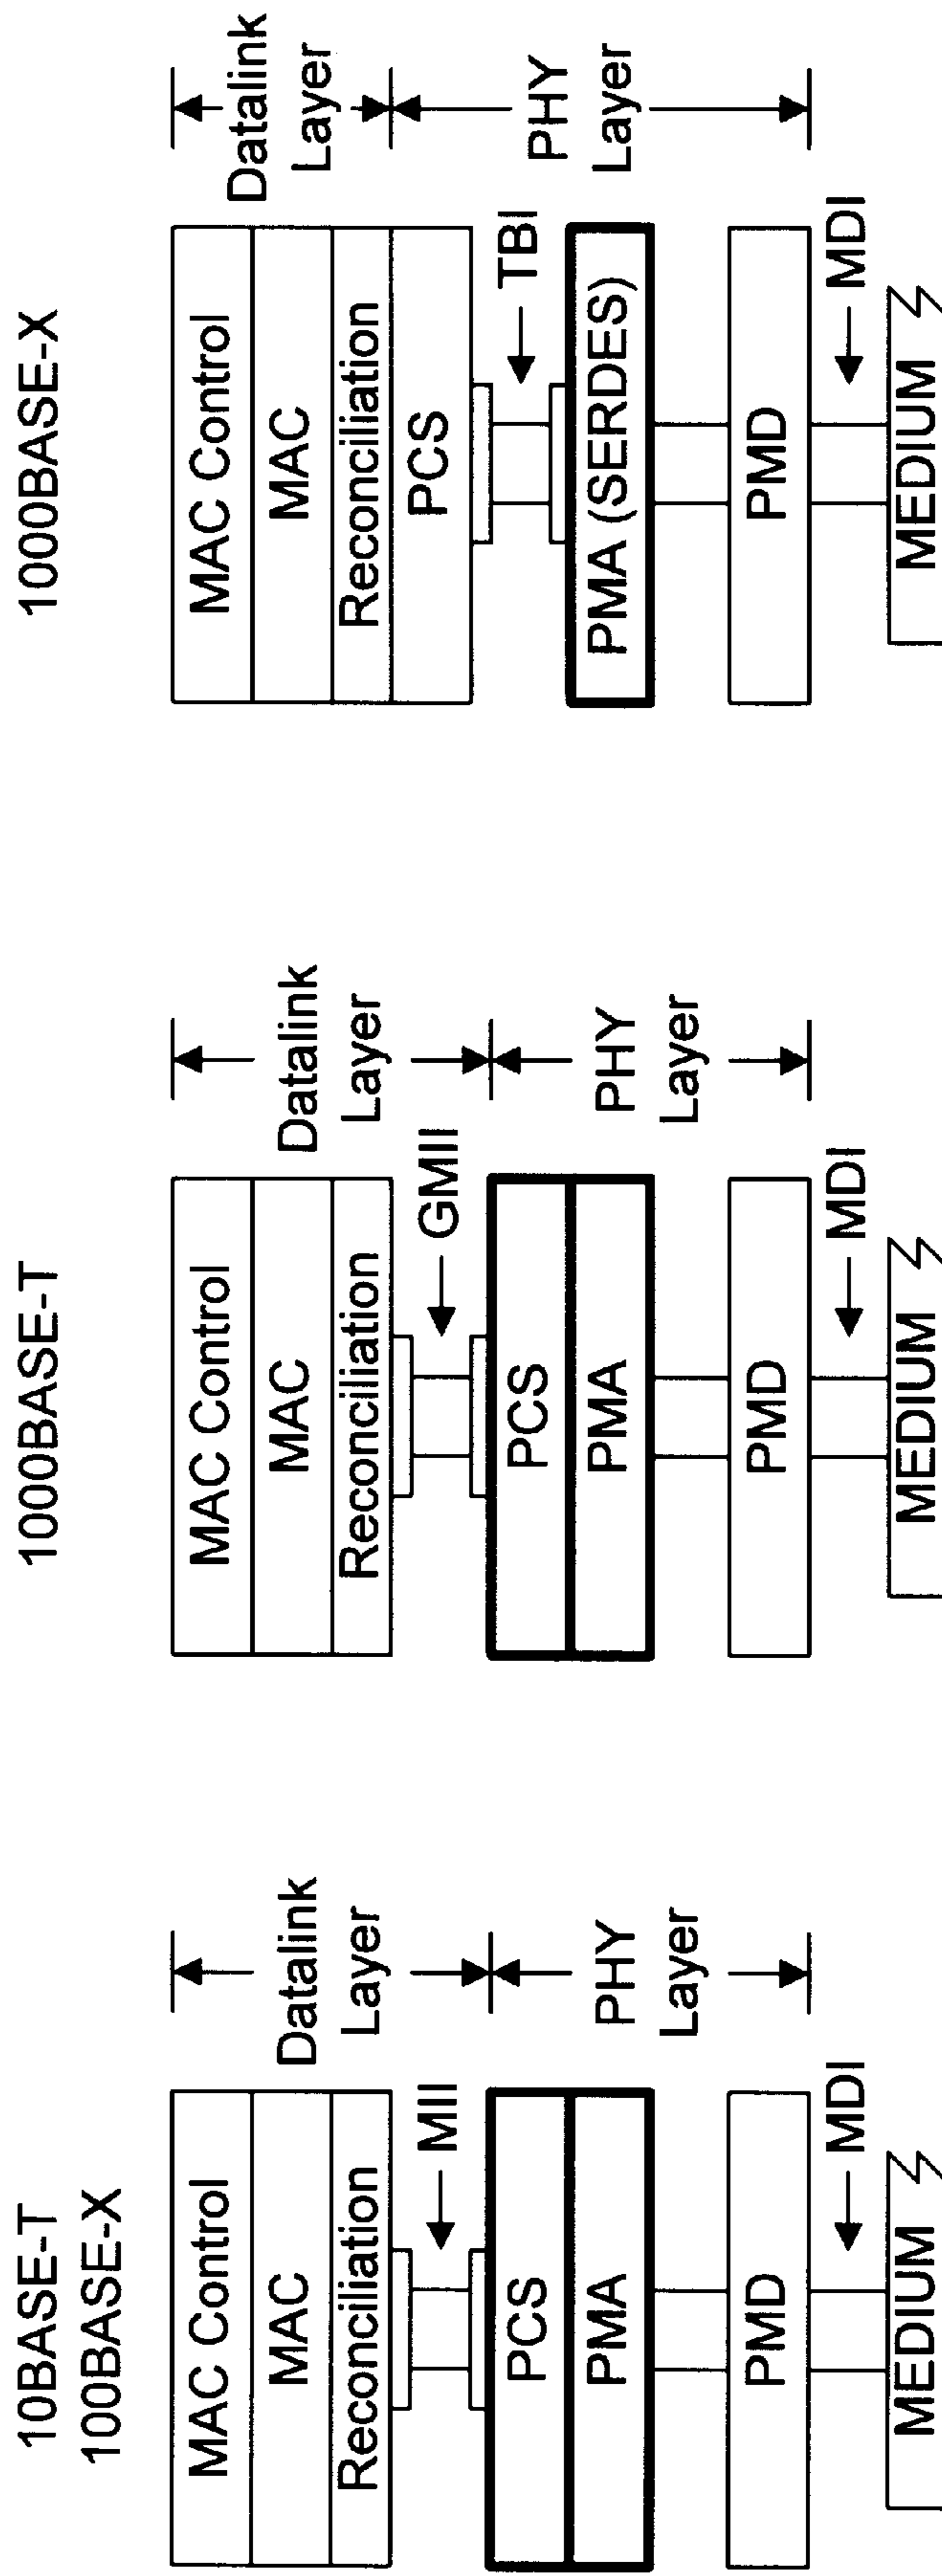 10BASE-T
100BASE-X
MAC Control
MAC
Reconciliation
MII
PCS
PMA
PMD
MDI
MEDIUM
Datalink
Layer
PHY
Layer
1000BASE-T
MAC Control
MAC
Reconciliation
GMII
PCS
PMA
PMD
MDI
MEDIUM
Datalink
Layer
PHY
Layer
1000BASE-X
MAC Control
MAC
Reconciliation
PCS
TBI
PMA (SERDES)
PMD
MDI
MEDIUM
Datalink
Layer
PHY
Layer